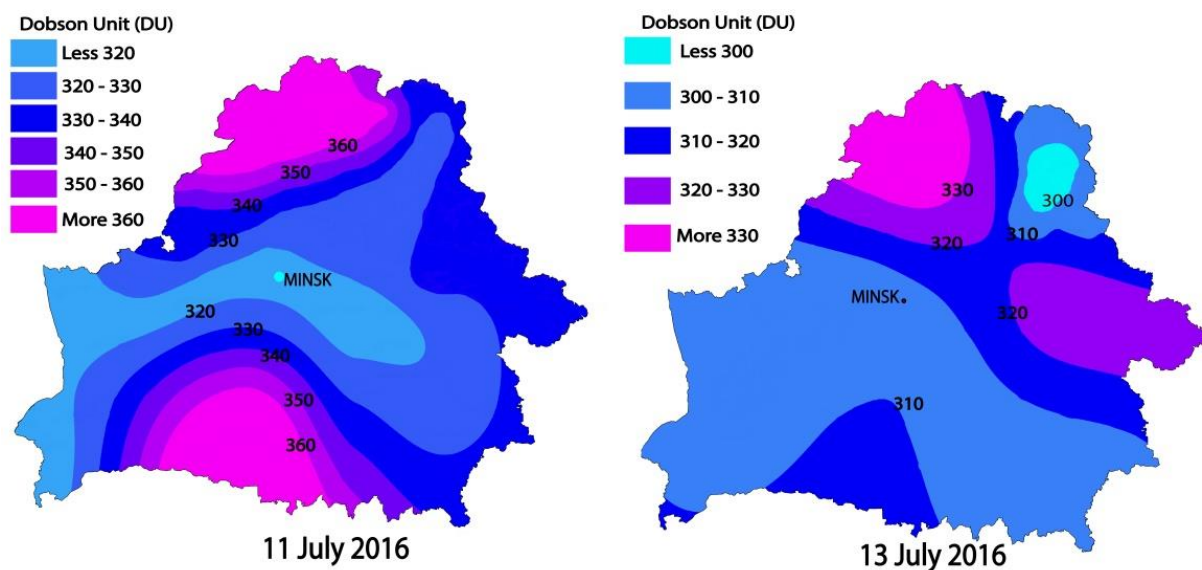 Dobson Unit (DU)
Less 320
320 - 330
330 - 340
340 - 350
350 - 360
More 360
360
350
340
330
MINSK
320
330
340
350
360
11 July 2016
Dobson Unit (DU)
Less 300
300 - 310
310 - 320
320 - 330
More 330
330
300
310
320
MINSK
320
310
13 July 2016